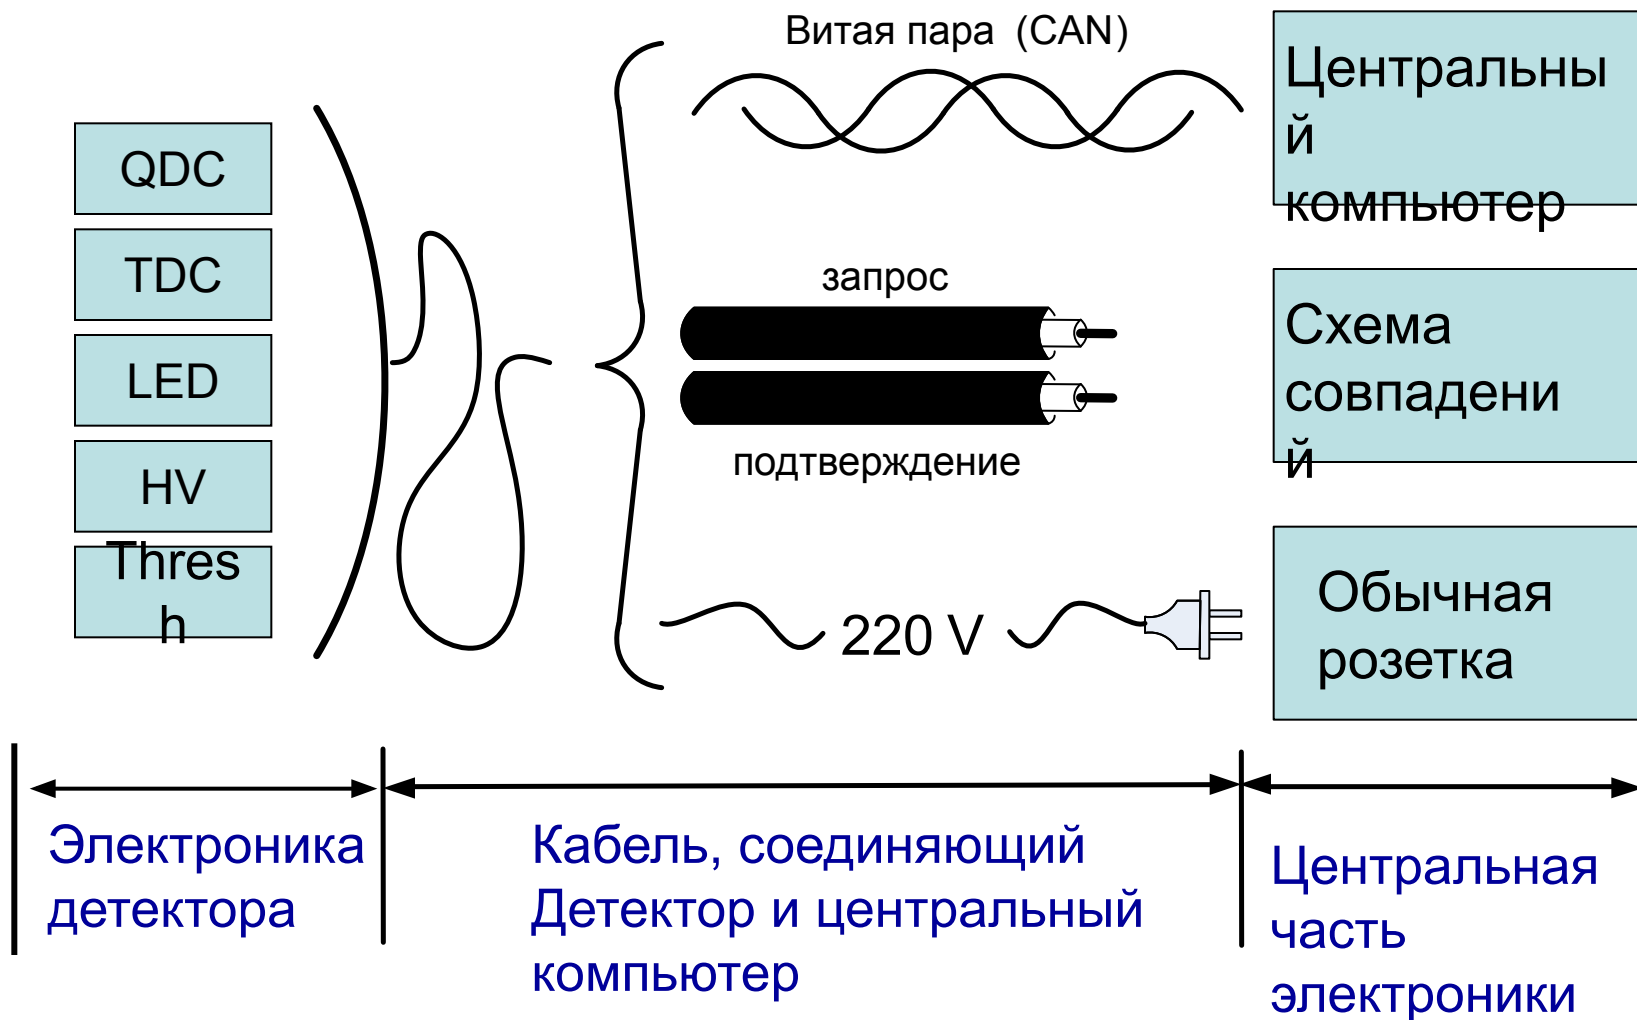 QDC
TDC
LED
HV
Thres
h
Витая пара (CAN)
запрос
подтверждение
220 V
Центральны
й
компьютер
Схема
совпадени
й
Обычная
розетка
Электроника
детектора
Кабель, соединяющий
Детектор и центральный
компьютер
Центральная
часть
электроники